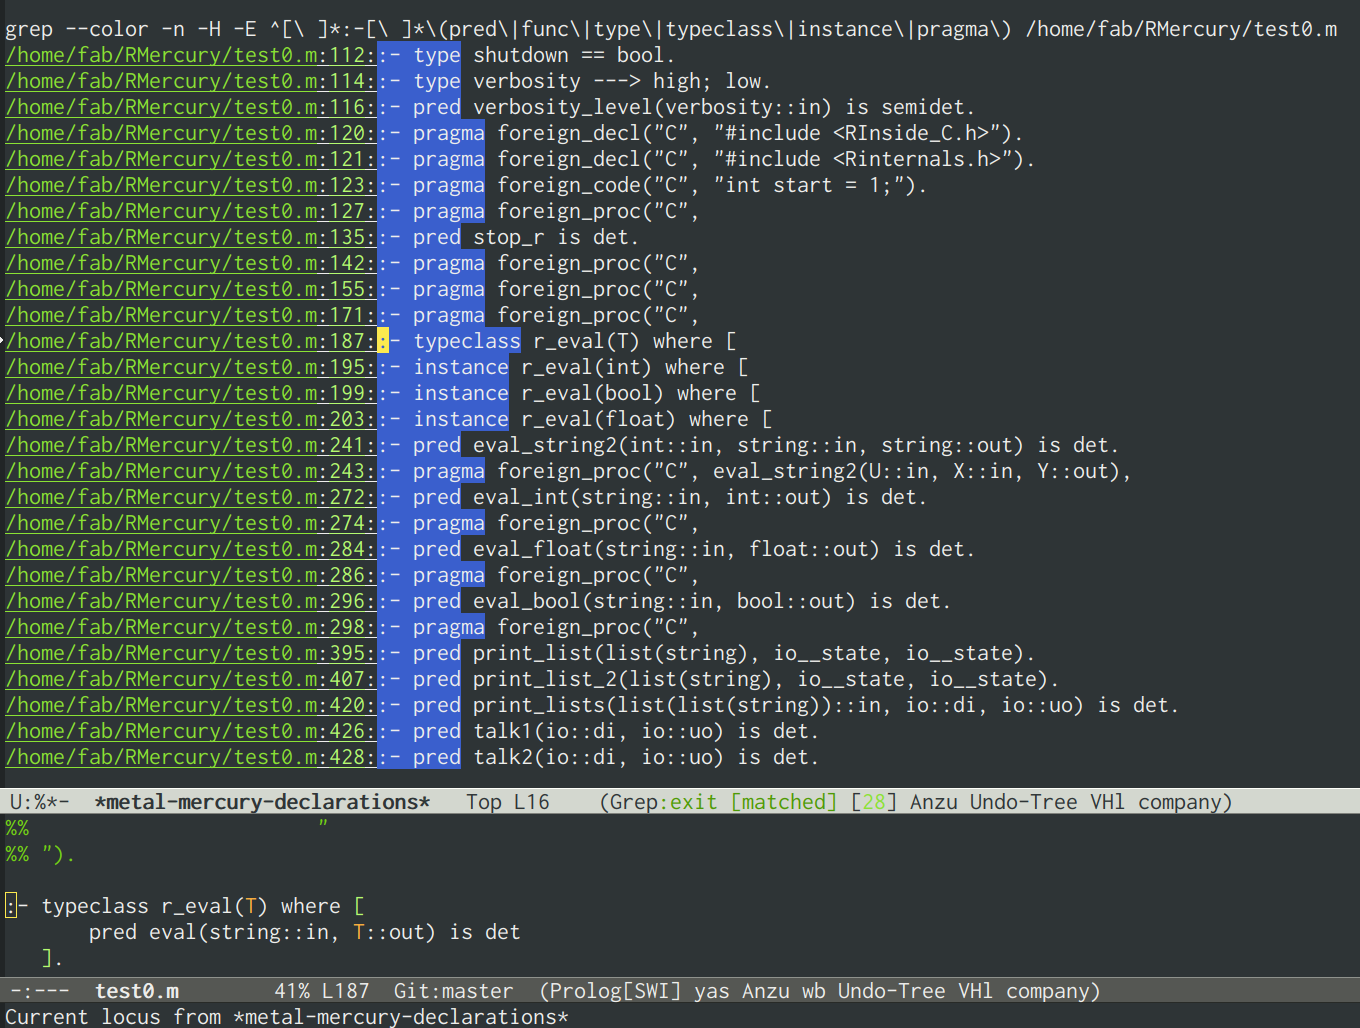 grep --color -n -H -E ^[\ ]*:-[\ ]*\(pred\|func\|type\|typeclass\|instance\|pragma\) /home/fab/RMercury/test0.m
/home/fab/RMercury/test0.m:112::- type shutdown == bool.
/home/fab/RMercury/test0.m:114::- type verbosity ---> high; low.
/home/fab/RMercury/test0.m:116::- pred verbosity_level(verbosity::in) is semidet.
/home/fab/RMercury/test0.m:120::- pragma foreign_decl("C", "#include <RInside_C.h>").
/home/fab/RMercury/test0.m:121::- pragma foreign_decl("C", "#include <Rinternals.h>").
/home/fab/RMercury/test0.m:123::- pragma foreign_code("C", "int start = 1;").
/home/fab/RMercury/test0.m:127::- pragma foreign_proc("C",
/home/fab/RMercury/test0.m:135::- pred stop_r is det.
/home/fab/RMercury/test0.m:142::- pragma foreign_proc("C",
/home/fab/RMercury/test0.m:155::- pragma foreign_proc("C",
/home/fab/RMercury/test0.m:171::- pragma foreign_proc("C",
/home/fab/RMercury/test0.m:187::- typeclass r_eval(T) where [
/home/fab/RMercury/test0.m:195::- instance r_eval(int) where [
/home/fab/RMercury/test0.m:199::- instance r_eval(bool) where [
/home/fab/RMercury/test0.m:203::- instance r_eval(float) where [
/home/fab/RMercury/test0.m:241::- pred eval_string2(int::in, string::in, string::out) is det.
/home/fab/RMercury/test0.m:243::- pragma foreign_proc("C", eval_string2(U::in, X::in, Y::out),
/home/fab/RMercury/test0.m:272::- pred eval_int(string::in, int::out) is det.
/home/fab/RMercury/test0.m:274::- pragma foreign_proc("C",
/home/fab/RMercury/test0.m:284::- pred eval_float(string::in, float::out) is det.
/home/fab/RMercury/test0.m:286::- pragma foreign_proc("C",
/home/fab/RMercury/test0.m:296::- pred eval_bool(string::in, bool::out) is det.
/home/fab/RMercury/test0.m:298::- pragma foreign_proc("C",
/home/fab/RMercury/test0.m:395::- pred print_list(list(string), io__state, io__state).
/home/fab/RMercury/test0.m:407::- pred print_list_2(list(string), io__state, io__state).
/home/fab/RMercury/test0.m:420::- pred print_lists(list(list(string))::in, io::di, io::uo) is det.
/home/fab/RMercury/test0.m:426::- pred talk1(io::di, io::uo) is det.
/home/fab/RMercury/test0.m:428::- pred talk2(io::di, io::uo) is det.
U:%*-  *metal-mercury-declarations*   Top L16    (Grep:exit [matched] [28] Anzu Undo-Tree VHl company)
%%                        "
%% ").
:- typeclass r_eval(T) where [
       pred eval(string::in, T::out) is det
   ].
-:---  test0.m        41% L187  Git:master  (Prolog[SWI] yas Anzu wb Undo-Tree VHl company)
Current locus from *metal-mercury-declarations*